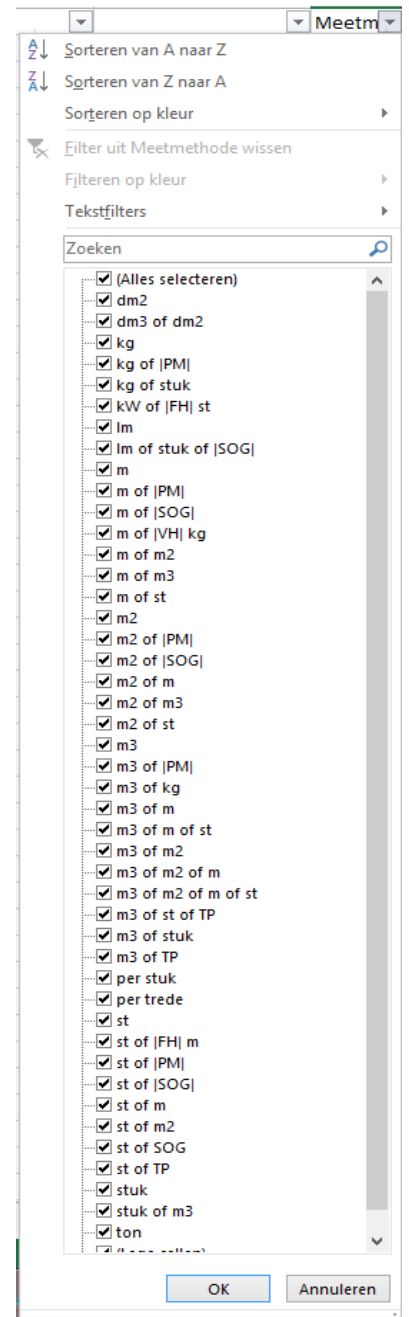 Meetm
Sorteren van A naar Z
Sorteren van Z naar A
Sorteren op kleur
Filter uit Meetmethode wissen
Filteren op kleur
Tekstfilters
Zoeken
(Alles selecteren)
dm2
dm3 of dm2
kg
kg of |PM|
kg of stuk
kW of |FH| st
lm
lm of stuk of |SOG|
m
m of |PM|
m of |SOG|
m of |VH| kg
m of m2
m of m3
m of st
m2
m2 of |PM|
m2 of |SOG|
m2 of m
m2 of m3
m2 of st
m3
m3 of |PM|
m3 of kg
m3 of m
m3 of m of st
m3 of m2
m3 of m2 of m
m3 of m2 of m of st
m3 of st of TP
m3 of stuk
m3 of TP
per stuk
per trede
st
st of |FH| m
st of |PM|
st of |SOG|
st of m
st of m2
st of SOG
st of TP
stuk
stuk of m3
ton
OK Annuleren